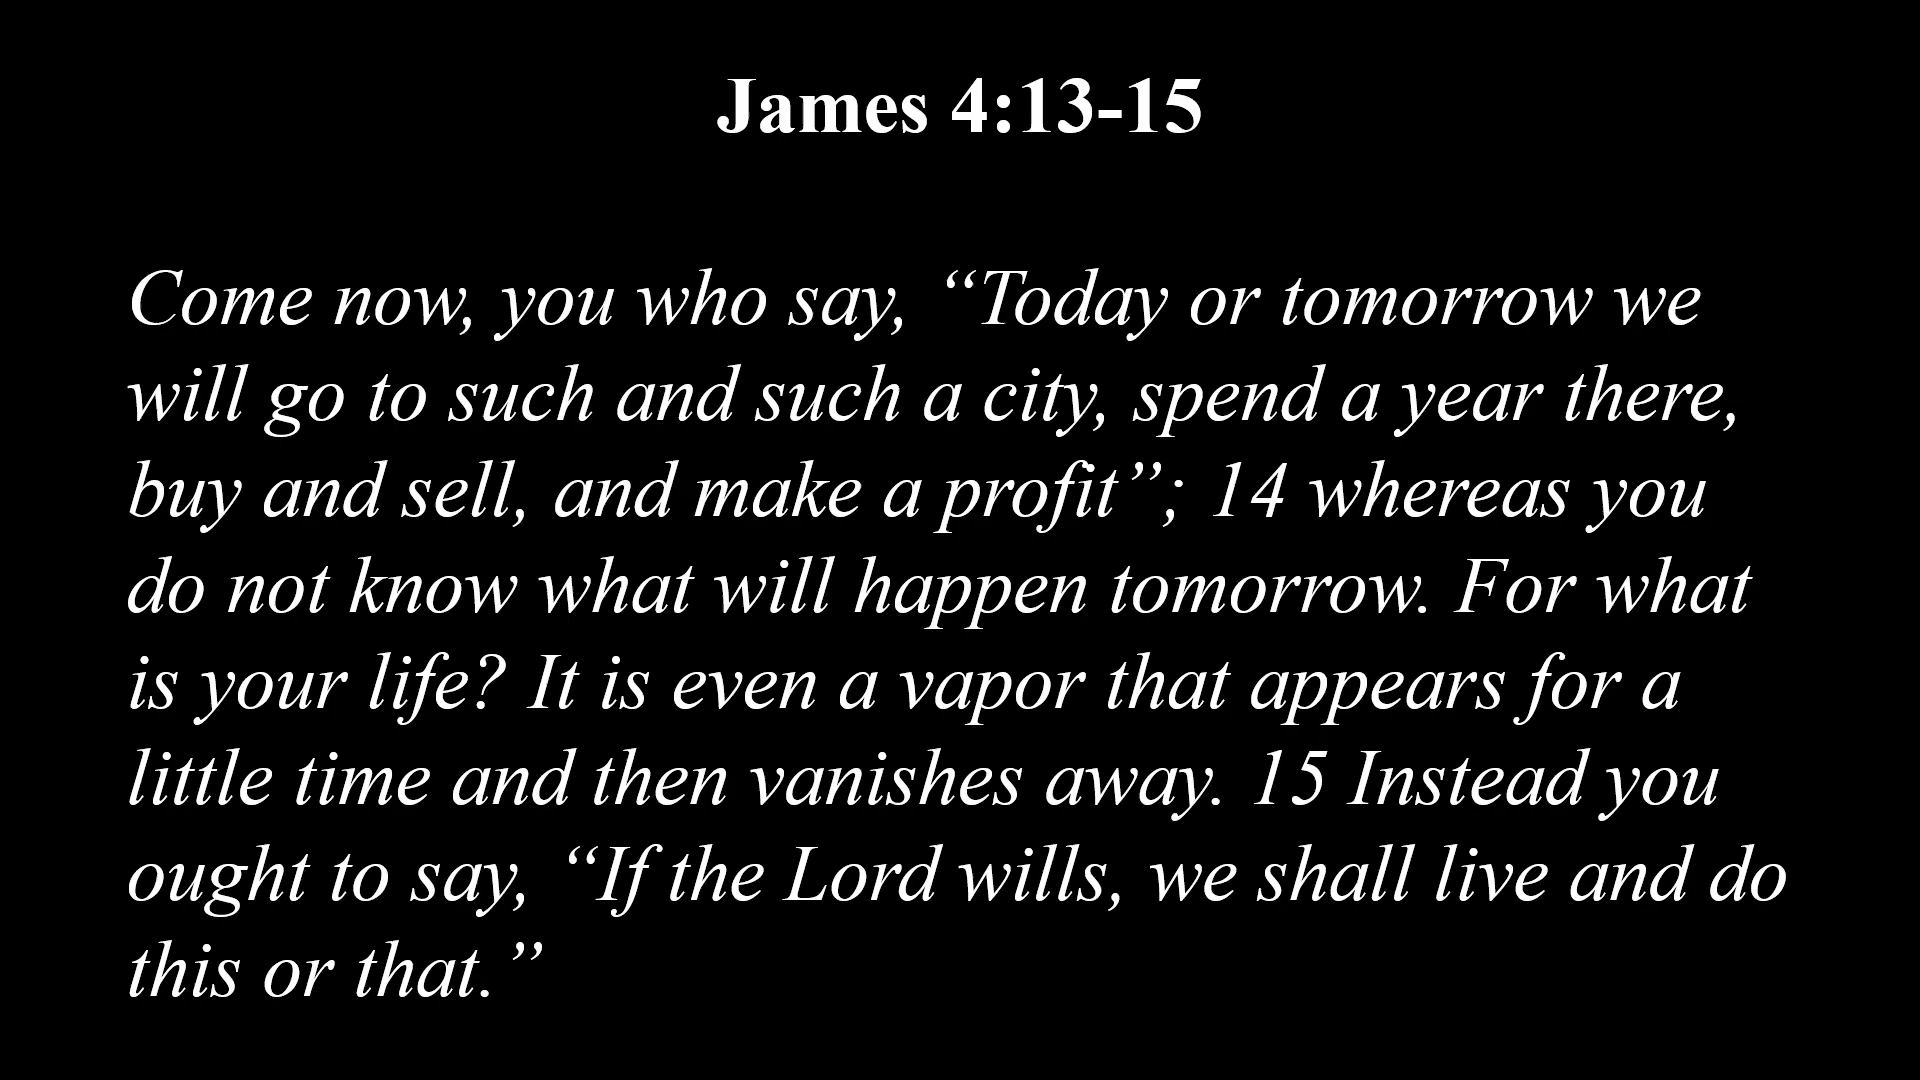 James 4:13-15
Come now, you who say, “Today or tomorrow we
will go to such and such a city, spend a year there,
buy and sell, and make a profit”; 14 whereas you
do not know what will happen tomorrow. For what
is your life? It is even a vapor that appears for a
little time and then vanishes away. 15 Instead you
ought to say, “If the Lord wills, we shall live and do
this or that.”